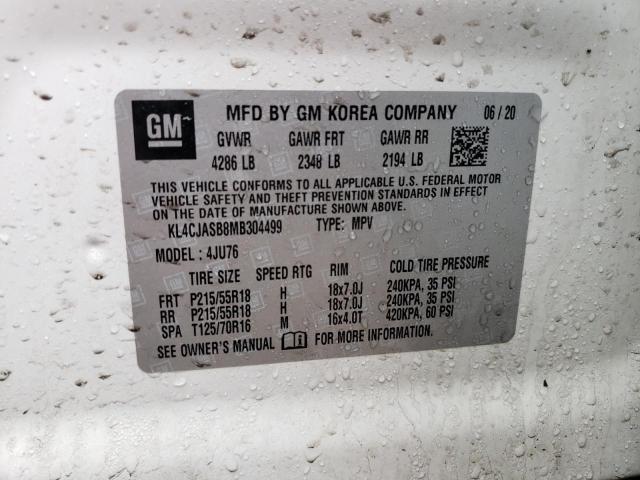 GM MFD BY GM KOREA COMPANY 06/20
GVWR GAWR FRT GAWR RR
4286 LB 2348 LB 2194 LB
THIS VEHICLE CONFORMS TO ALL APPLICABLE U.S. FEDERAL MOTOR
VEHICLE SAFETY AND THEFT PREVENTION STANDARDS IN EFFECT
ON THE DATE OF MANUFACTURE SHOWN ABOVE.
KL4CJASB8MB304499 TYPE: MPV
MODEL : 4JU76
TIRE SIZE SPEED RTG RIM COLD TIRE PRESSURE
FRT P215/55R18 H 18x7.0J 240KPA, 35 PSI
RR P215/55R18 H 18x7.0J 240KPA, 35 PSI
SPA T125/70R16 M 16x4.0T 420KPA, 60 PSI
SEE OWNER'S MANUAL FOR MORE INFORMATION.